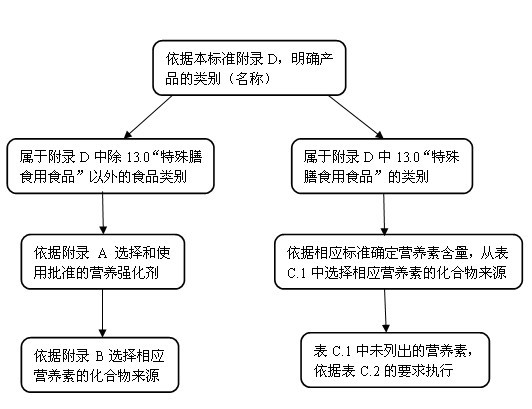 依据本标准附录 D，明确产
品的类别（名称）
属于附录 D 中除 13.0“特殊膳
食用食品”以外的食品类别
属于附录 D 中 13.0“特殊
膳食用食品”的类别
依据附录 A 选择和使
用批准的营养强化剂
依据相应标准确定营养素含量，从表
C.1 中选择相应营养素的化合物来源
依据附录 B 选择相应
营养素的化合物来源
表 C.1 中未列出的营养素，
依据表 C.2 的要求执行